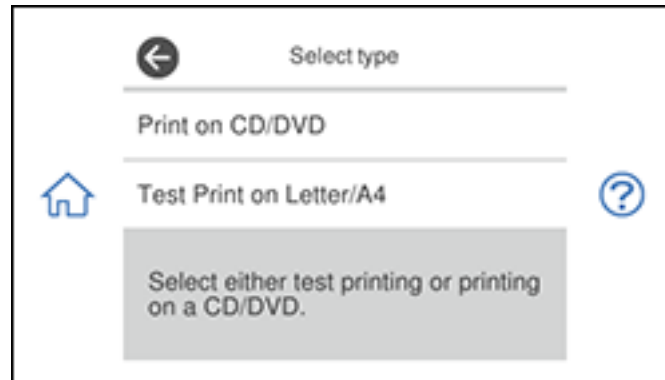 Select type
Print on CD/DVD
Test Print on Letter/A4
Select either test printing or printing
on a CD/DVD.
?